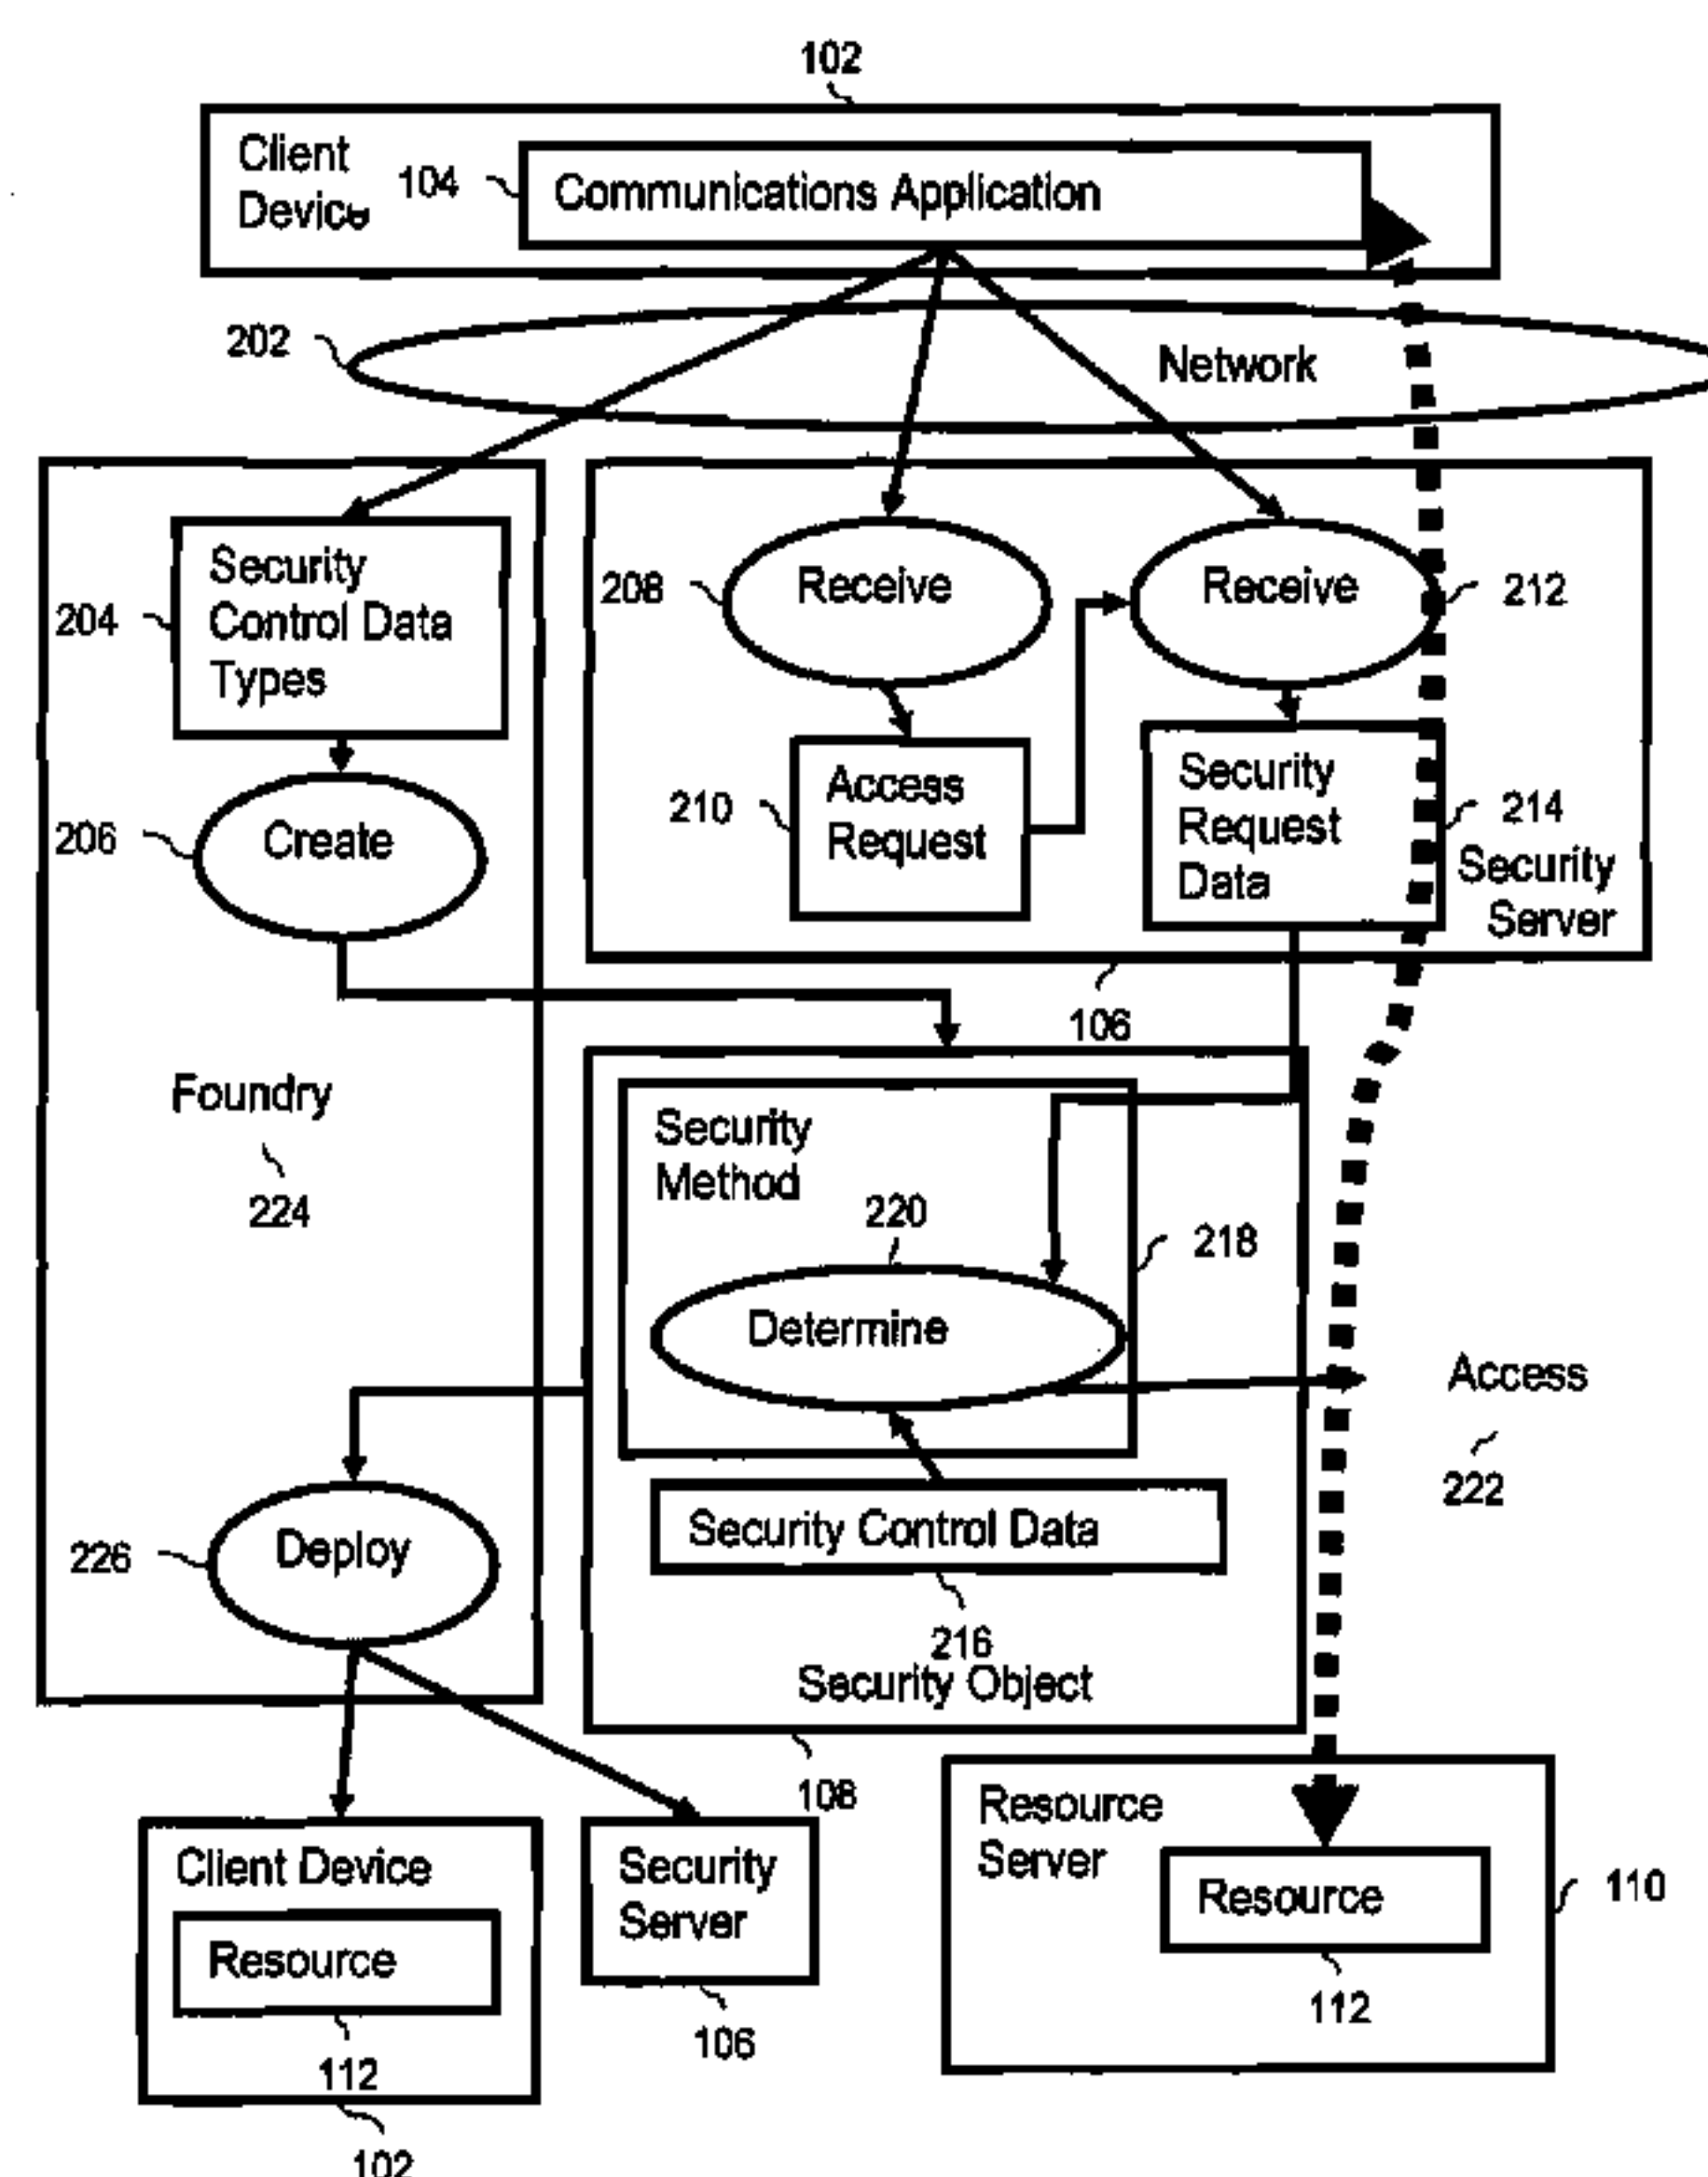 102
Client
Device
104
Communications Application
202
Network
204
Security
Control Data
Types
208
Receive
Receive
212
206
Create
210
Access
Request
Security
Request
Data
214
Security
Server
106
Foundry
224
Security
Method
220
218
Determine
Access
222
226
Deploy
Security Control Data
216
Security Object
108
Client Device
Resource
112
102
Security
Server
106
Resource
Server
Resource
112
110